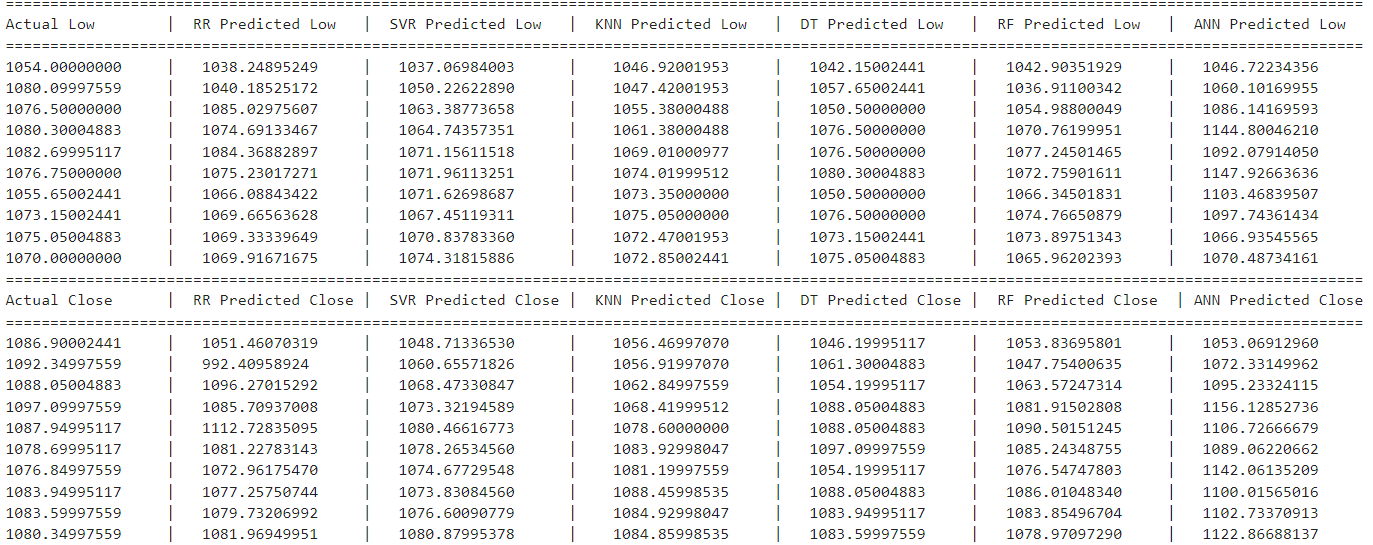 ==========================================================================================================================================================
Actual Low | RR Predicted Low | SVR Predicted Low | KNN Predicted Low | DT Predicted Low | RF Predicted Low | ANN Predicted Low
==========================================================================================================================================================
1054.00000000 | 1038.24895249 | 1037.06984003 | 1046.92001953 | 1042.15002441 | 1042.90351929 | 1046.72234356
1080.09997559 | 1040.18525172 | 1050.22622890 | 1047.42001953 | 1057.65002441 | 1036.91100342 | 1060.10169955
1076.50000000 | 1085.02975607 | 1063.38773658 | 1055.38000488 | 1050.50000000 | 1054.98800049 | 1086.14169593
1080.30004883 | 1074.69133467 | 1064.74357351 | 1061.38000488 | 1076.50000000 | 1070.76199951 | 1144.80046210
1082.69995117 | 1084.36882897 | 1071.15611518 | 1069.01000977 | 1076.50000000 | 1077.24501465 | 1092.07914050
1076.75000000 | 1075.23017271 | 1071.96113251 | 1074.01999512 | 1080.30004883 | 1072.75901611 | 1147.92663636
1055.65002441 | 1066.08843422 | 1071.62698687 | 1073.35000000 | 1050.50000000 | 1066.34501831 | 1103.46839507
1073.15002441 | 1069.66563628 | 1067.45119311 | 1075.05000000 | 1076.50000000 | 1074.76650879 | 1097.74361434
1075.05004883 | 1069.33339649 | 1070.83783360 | 1072.47001953 | 1073.15002441 | 1073.89751343 | 1066.93545565
1070.00000000 | 1069.91671675 | 1074.31815886 | 1072.85002441 | 1075.05004883 | 1065.96202393 | 1070.48734161
==========================================================================================================================================================
Actual Close | RR Predicted Close | SVR Predicted Close | KNN Predicted Close | DT Predicted Close | RF Predicted Close | ANN Predicted Close
==========================================================================================================================================================
1086.90002441 | 1051.46070319 | 1048.71336530 | 1056.46997070 | 1046.19995117 | 1053.83695801 | 1053.06912960
1092.34997559 | 992.40958924 | 1060.65571826 | 1056.91997070 | 1061.30004883 | 1047.75400635 | 1072.33149962
1088.05004883 | 1096.27015292 | 1068.47330847 | 1062.84997559 | 1054.19995117 | 1063.57247314 | 1095.23324115
1097.09997559 | 1085.70937008 | 1073.32194589 | 1068.41999512 | 1088.05004883 | 1081.91502808 | 1156.12852736
1087.94995117 | 1112.72835095 | 1080.46616773 | 1078.60000000 | 1088.05004883 | 1090.50151245 | 1106.72666679
1078.69995117 | 1081.22783143 | 1078.26534560 | 1083.92998047 | 1097.09997559 | 1085.24348755 | 1089.06220662
1076.84997559 | 1072.96175470 | 1074.67729548 | 1081.19997559 | 1054.19995117 | 1076.54747803 | 1142.06135209
1083.94995117 | 1077.25750744 | 1073.83084560 | 1088.45998535 | 1088.05004883 | 1086.01048340 | 1100.01565016
1083.59997559 | 1079.73206992 | 1076.60090779 | 1084.92998047 | 1083.94995117 | 1083.85496704 | 1102.73370913
1080.34997559 | 1081.96949951 | 1080.87995378 | 1084.85998535 | 1083.59997559 | 1078.97097290 | 1122.86688137